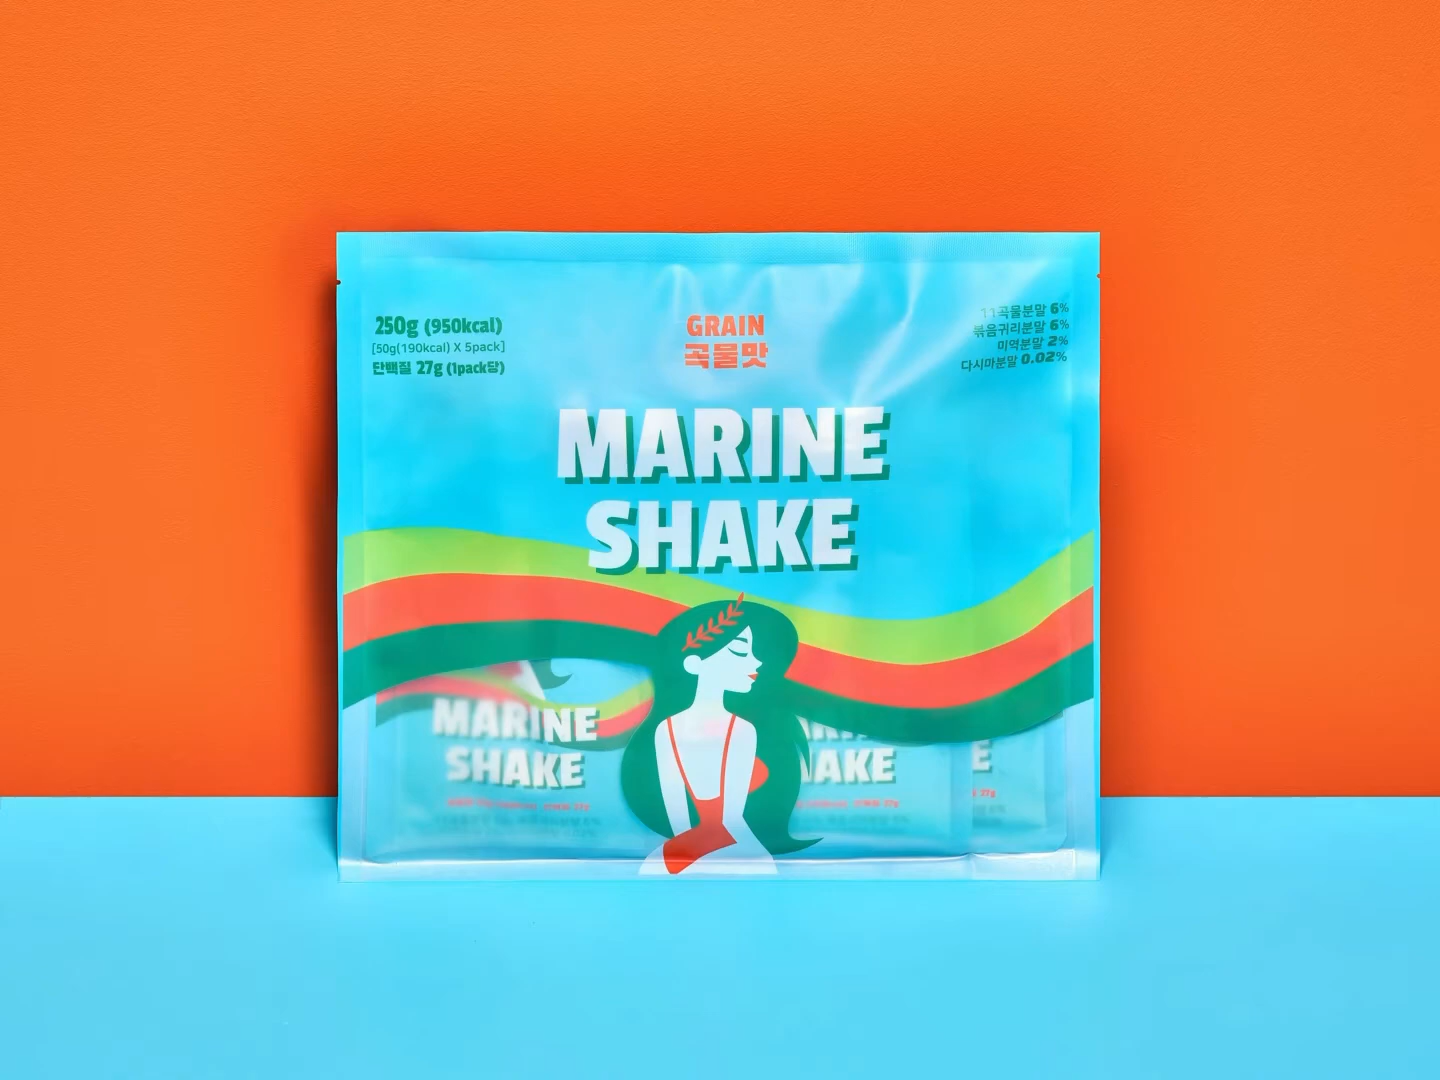 250g (950kcal)
[50g(190kcal) X 5pack]
단백질 27g (1pack당)
GRAIN
곡물맛
11곡물분말 6%
볶음귀리분말 6%
미역분말 2%
다시마분말 0.02%
MARINE
SHAKE
MARINE
SHAKE
27g
27g